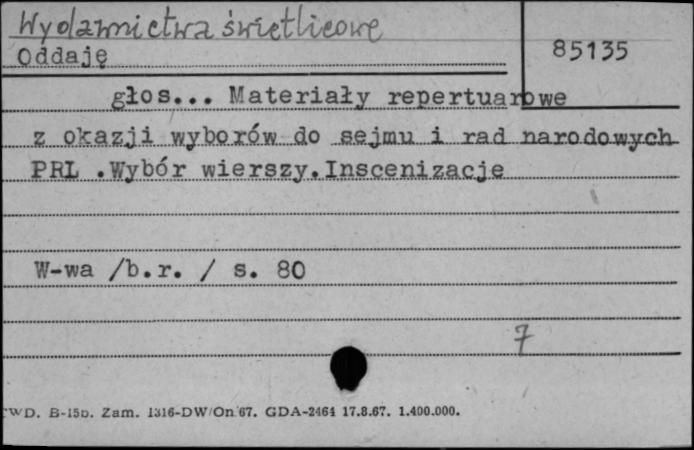 Wydawnictwa świetlicowe
Oddaję
85135
głos... Materiały repertuarowe
z okazji wyborów do sejmu i rad narodowych
PRL .Wybór wierszy.Inscenizacje
W-wa /b.r. / s. 80
7
WD. B-15b. Zam. 1316-DW/On 67. GDA-2464 17.8.67. 1.400.000.